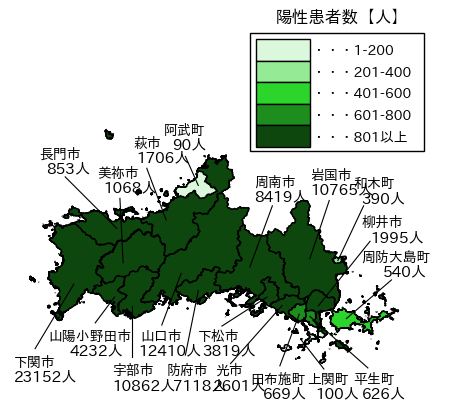 陽性患者数【人】
・・・1-200
・・・201-400
・・・401-600
・・・601-800
・・・801以上
阿武町
90人
萩市
1706人
長門市
853人
美祢市
1068人
周南市
8419人
岩国市
10765人
和木町
390人
柳井市
1995人
周防大島町
540人
下関市
23152人
山陽小野田市
4232人
宇部市
10862人
山口市
12410人
防府市
7118人
下松市
3819人
光市
2601人
田布施町
669人
上関町
100人
平生町
626人